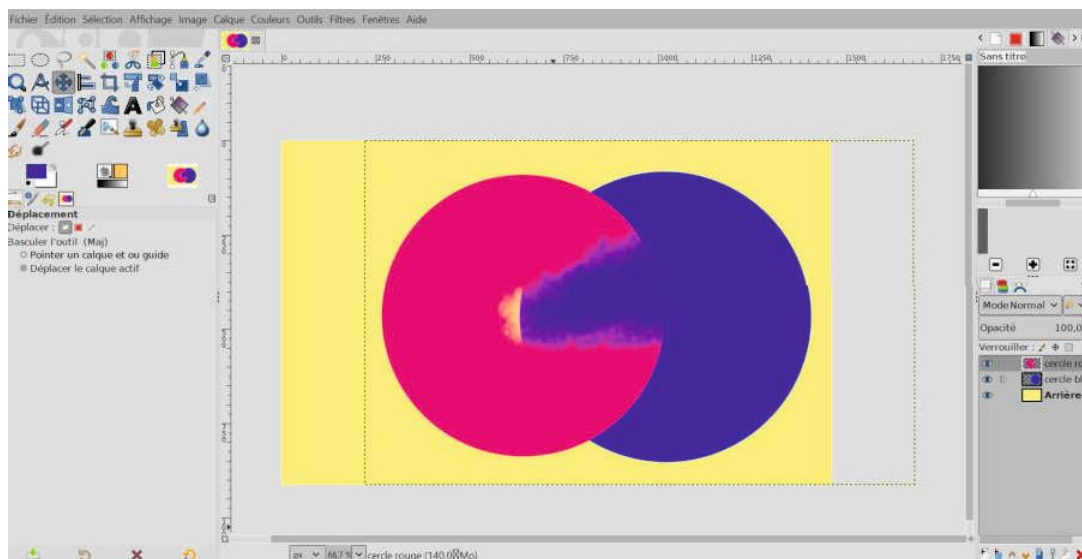 Fichier Édition Sélection Affichage Image Calque Couleurs Outils Filtres Fenêtres Aide
250 500 750 1000 1250 1500 1750
Sans titre
Déplacement
Déplacer :
Basculer l'outil (Maj)
Pointer un calque et ou guide
Déplacer le calque actif
Mode Normal
Opacité 100,0
Verrouiller :
cercle ro
cercle bl
Arrière
px 66,7 % cercle rouge (140,0 Mo)